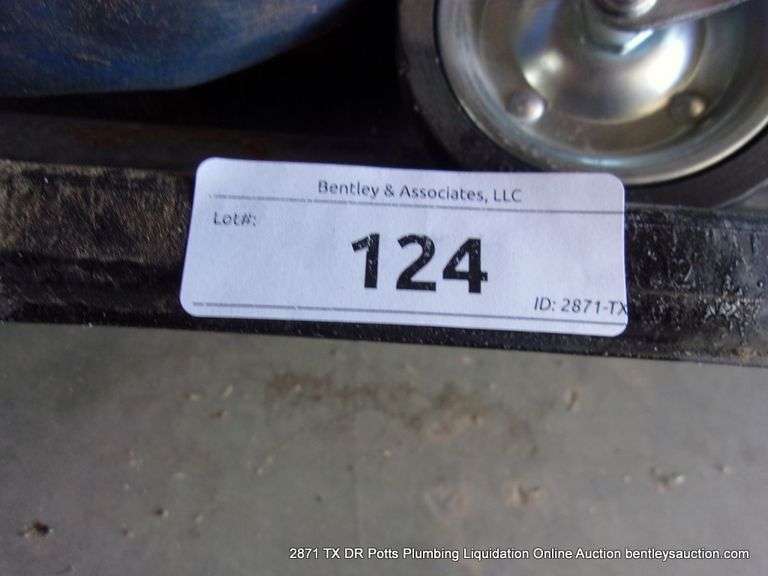 Bentley & Associates, LLC
Lot#:
124
ID: 2871-TX
2871 TX DR Potts Plumbing Liquidation Online Auction bentleysauction.com